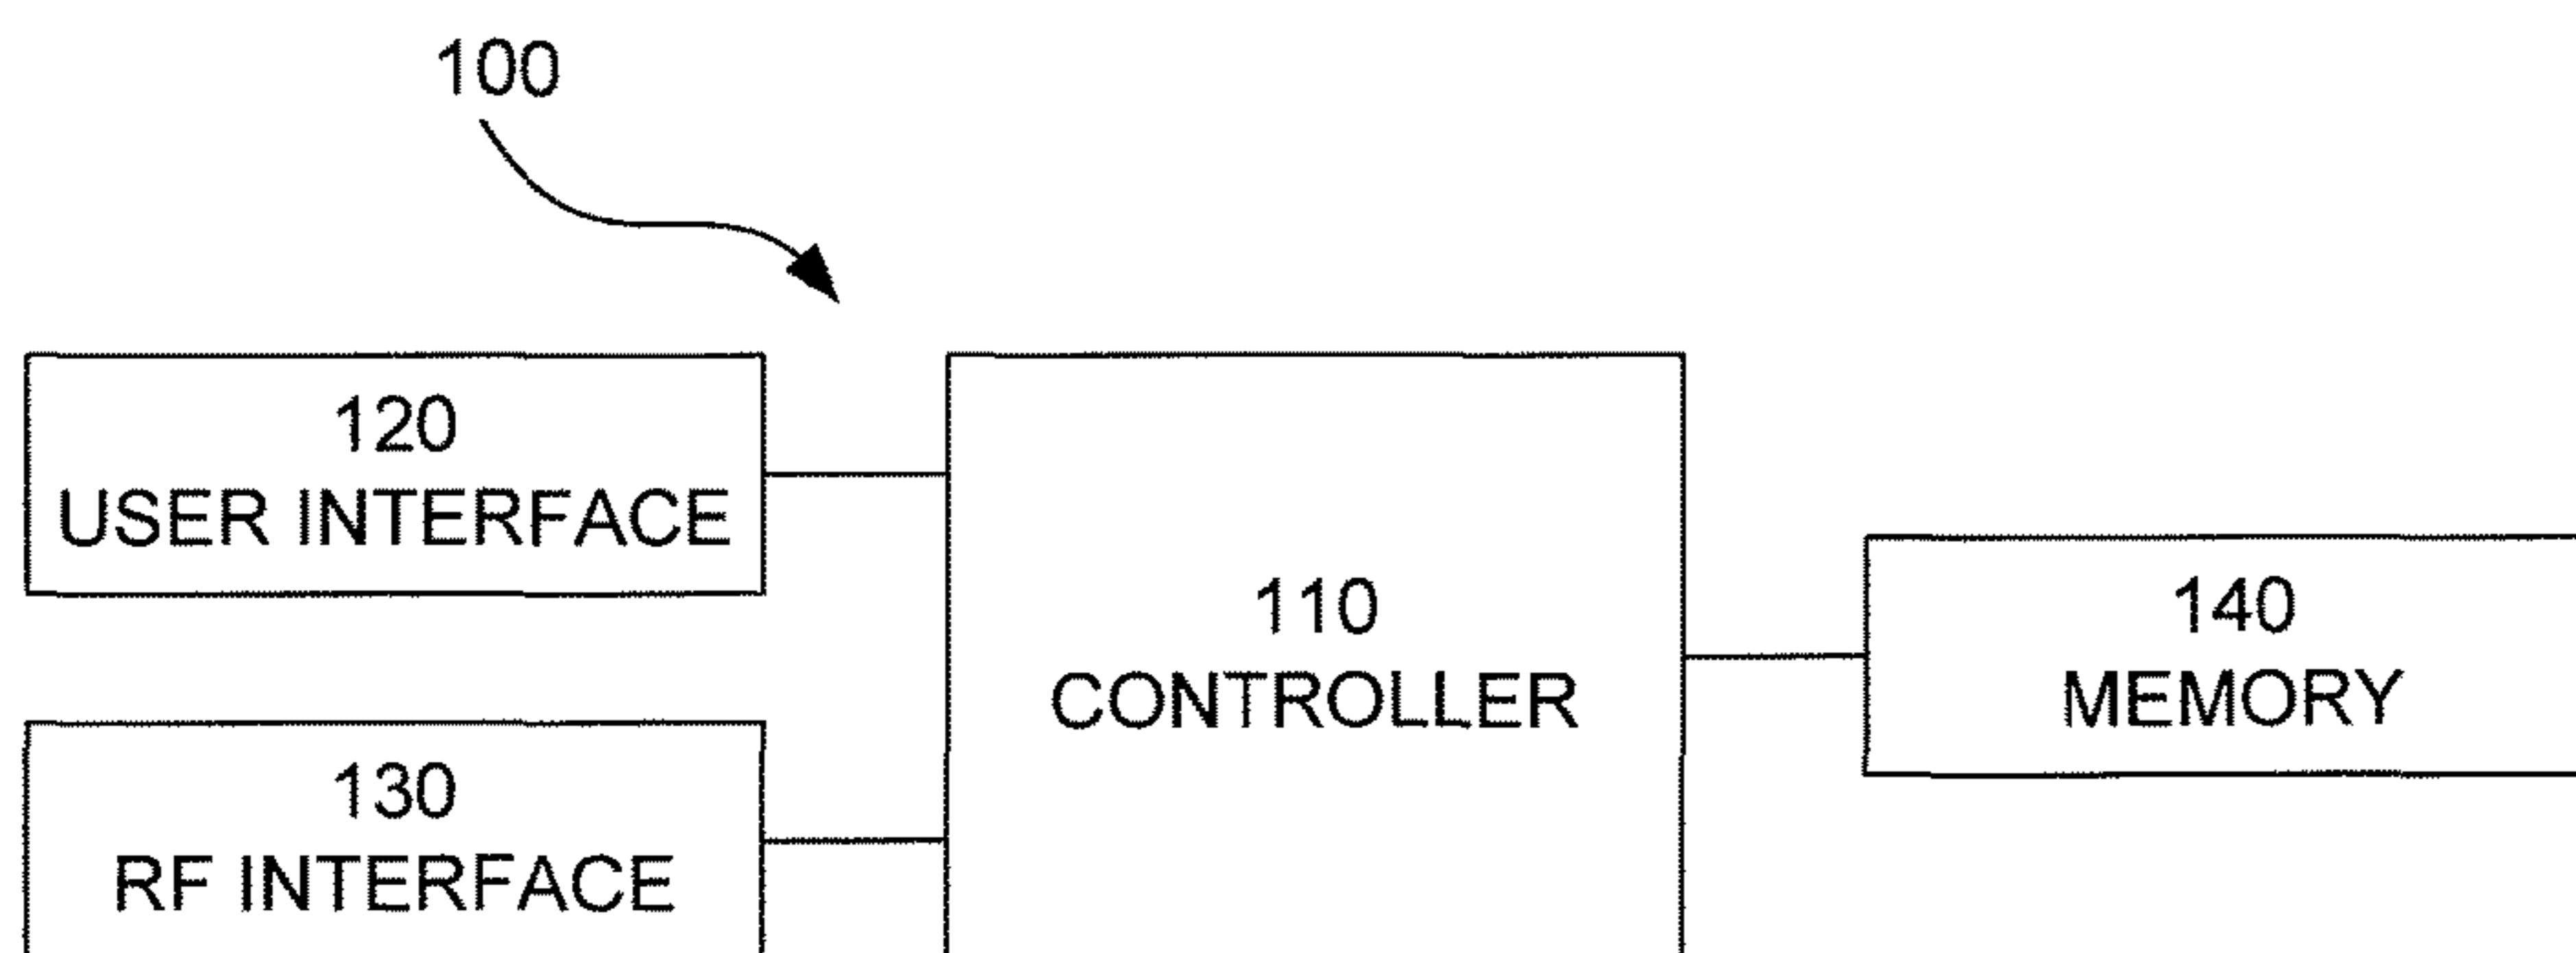 100
120
USER INTERFACE
110
CONTROLLER
140
MEMORY
130
RF INTERFACE